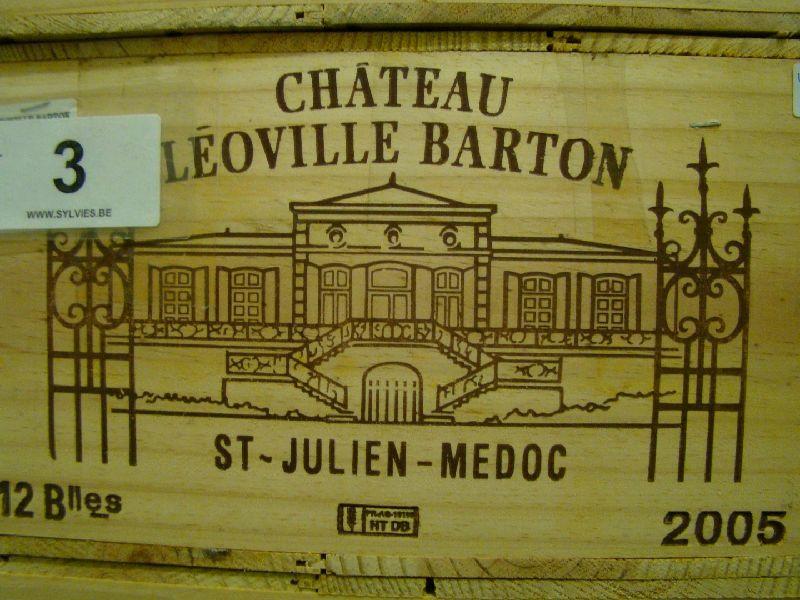 CHÂTEAU
LÉOVILLE BARTON
3
WWW.SYLVIES.BE
ST-JULIEN-MEDOC
12 Blles
HT DB
2005